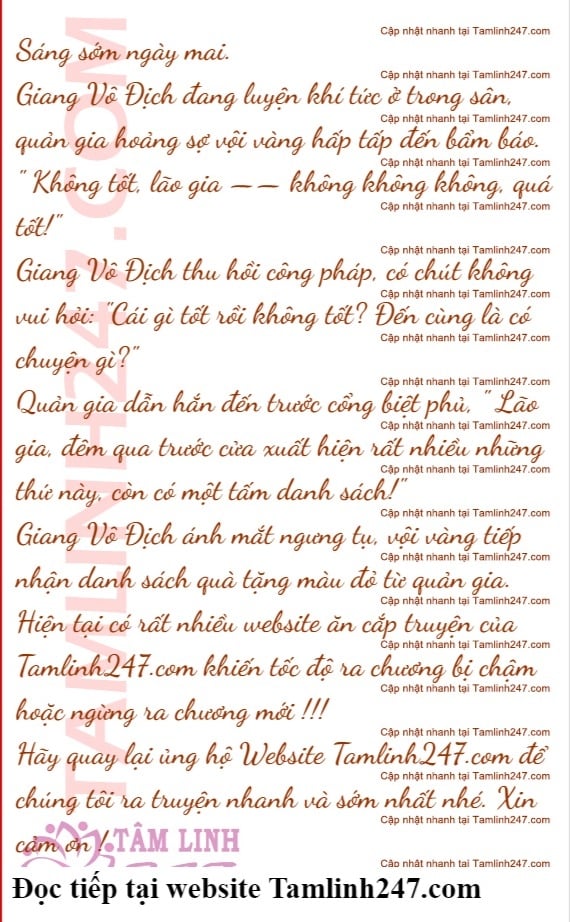 Cập nhật nhanh tại Tamlinh247.com
Sáng sớm ngày mai.
Cập nhật nhanh tại Tamlinh247.com
Giang Vô Địch đang luyện khí tức ở trong sân,
Cập nhật nhanh tại Tamlinh247.com
quản gia hoảng sợ vội vàng hấp tấp đến bẩm báo.
Cập nhật nhanh tại Tamlinh247.com
" Không tốt, lão gia —— không không không, quá
Cập nhật nhanh tại Tamlinh247.com
tốt!"
Cập nhật nhanh tại Tamlinh247.com
Giang Vô Địch thu hồi công pháp, có chút không
Cập nhật nhanh tại Tamlinh247.com
vui hỏi: "Cái gì tốt rồi không tốt? Đến cùng là có
Cập nhật nhanh tại Tamlinh247.com
chuyện gì?"
Cập nhật nhanh tại Tamlinh247.com
Quản gia dẫn hắn đến trước cổng biệt phủ, " Lão
Cập nhật nhanh tại Tamlinh247.com
gia, đêm qua trước cửa xuất hiện rất nhiều những
Cập nhật nhanh tại Tamlinh247.com
thứ này, còn có một tấm danh sách!"
Cập nhật nhanh tại Tamlinh247.com
Giang Vô Địch ánh mắt ngưng tụ, vội vàng tiếp
Cập nhật nhanh tại Tamlinh247.com
nhận danh sách quà tặng màu đỏ từ quản gia.
Cập nhật nhanh tại Tamlinh247.com
Hiện tại có rất nhiều website ăn cắp truyện của
Cập nhật nhanh tại Tamlinh247.com
Tamlinh247.com khiến tốc độ ra chương bị chậm
Cập nhật nhanh tại Tamlinh247.com
hoặc ngừng ra chương mới !!!
Cập nhật nhanh tại Tamlinh247.com
Hãy quay lại ủng hộ Website Tamlinh247.com để
Cập nhật nhanh tại Tamlinh247.com
chúng tôi ra truyện nhanh và sớm nhất nhé. Xin
Cập nhật nhanh tại Tamlinh247.com
cảm ơn !
TÂM LINH
Cập nhật nhanh tại Tamlinh247.com
TAMLINH247.COM
Đọc tiếp tại website Tamlinh247.com